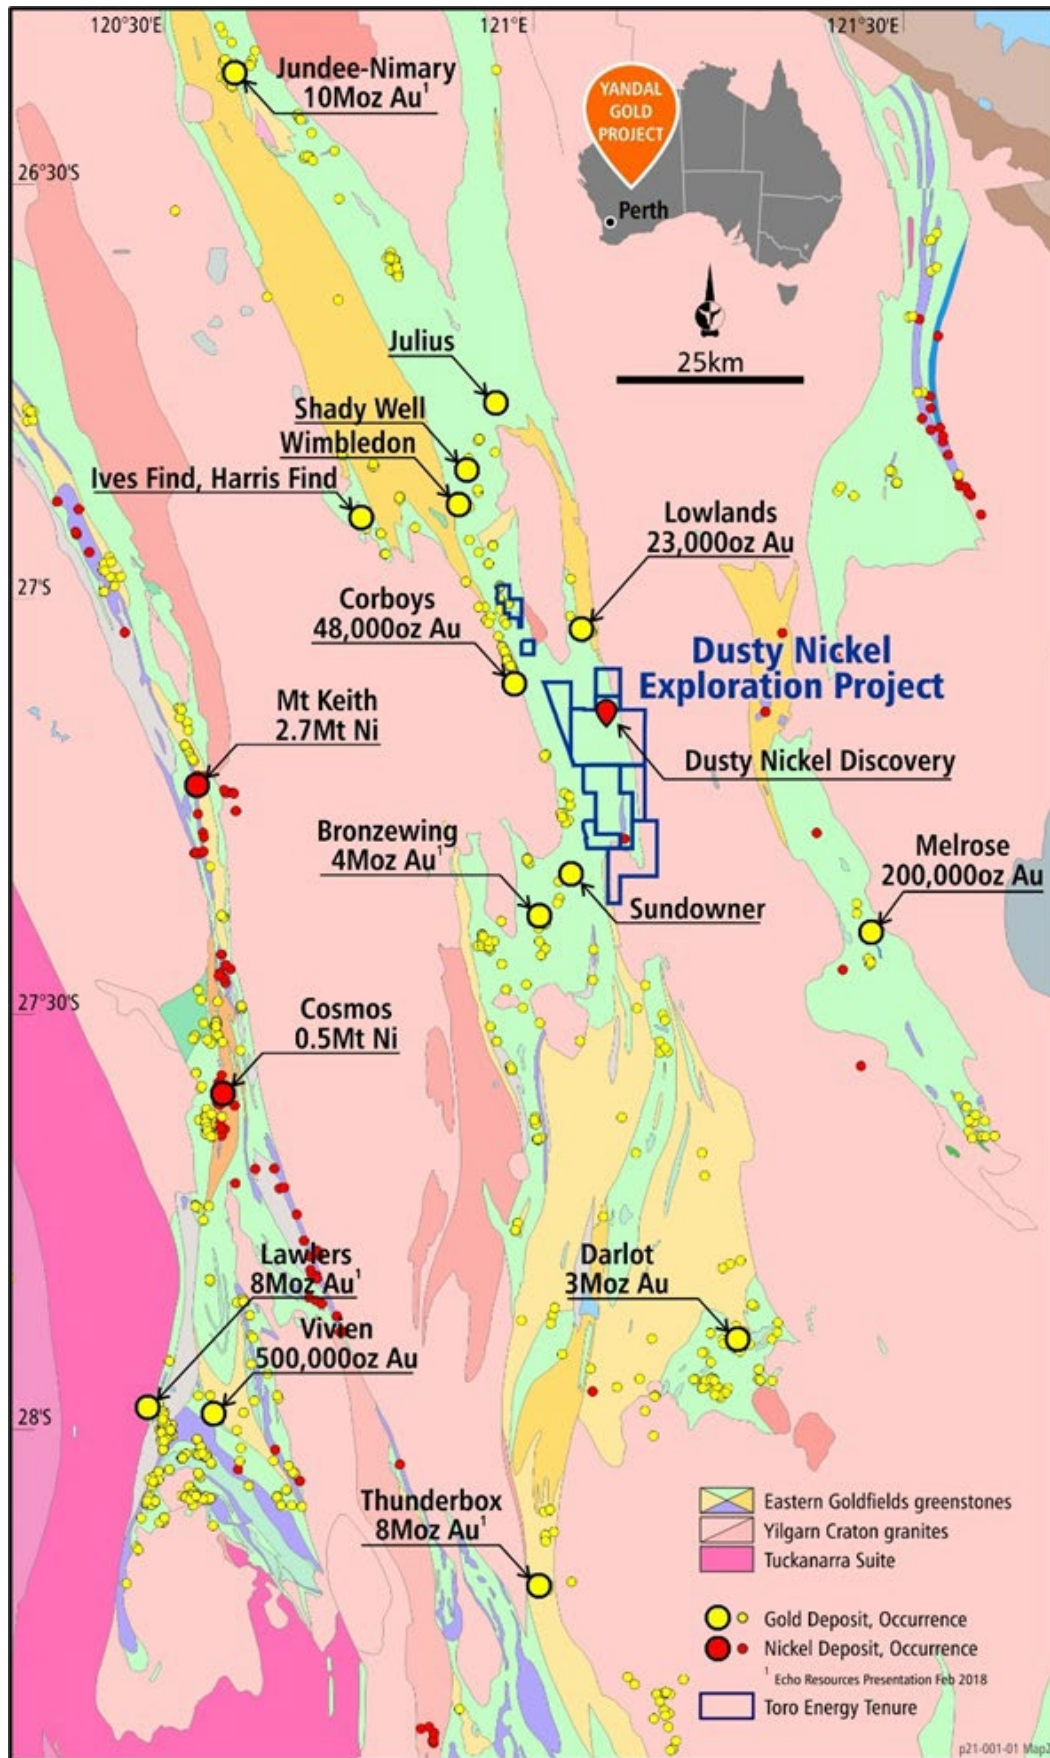 120°30'E
121°E
121°30'E
Jundee-Nimary
10Moz Au¹
YANDAL
GOLD
PROJECT
26°30'S
Perth
Julius
25km
Shady Well
Wimbledon
Ives Find, Harris Find
Lowlands
23,000oz Au
27°S
Corboys
48,000oz Au
Dusty Nickel
Exploration Project
Mt Keith
2.7Mt Ni
Dusty Nickel Discovery
Bronzewing
4Moz Au¹
Melrose
200,000oz Au
Sundowner
27°30'S
Cosmos
0.5Mt Ni
Lawlers
8Moz Au¹
Darlot
3Moz Au
Vivien
500,000oz Au
28°S
Thunderbox
8Moz Au¹
Eastern Goldfields greenstones
Yilgarn Craton granites
Tuckanarra Suite
Gold Deposit, Occurrence
Nickel Deposit, Occurrence
¹ Echo Resources Presentation Feb 2018
Toro Energy Tenure
p21-001-01 Map2